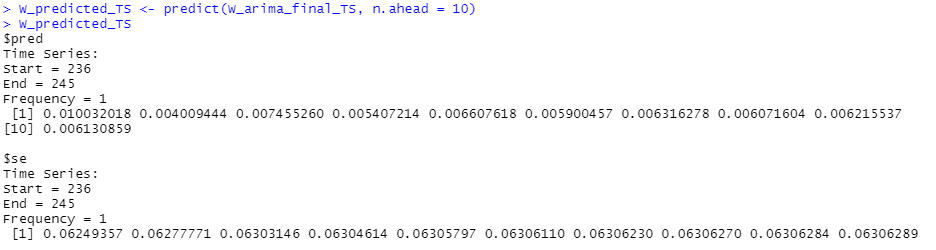 > W_predicted_TS <- predict(W_arima_final_TS, n.ahead = 10)
> W_predicted_TS
$pred
Time Series:
Start = 236
End = 245
Frequency = 1
 [1] 0.010032018 0.004009444 0.007455260 0.005407214 0.006607618 0.005900457 0.006316278 0.006071604 0.006215537
[10] 0.006130859

$se
Time Series:
Start = 236
End = 245
Frequency = 1
 [1] 0.06249357 0.06277771 0.06303146 0.06304614 0.06305797 0.06306110 0.06306230 0.06306270 0.06306284 0.06306289